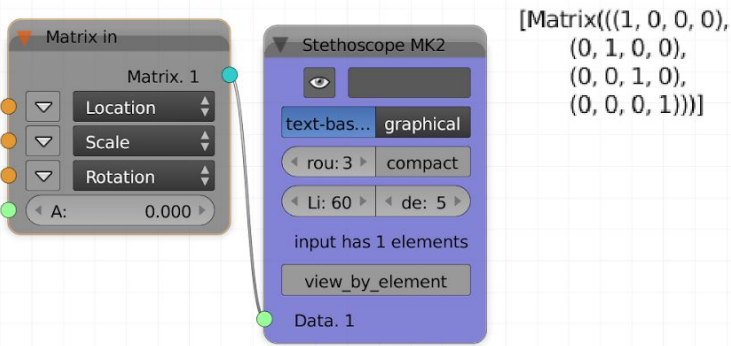 Matrix in
Matrix. 1
Location
Scale
Rotation
A: 0.000
Stethoscope MK2
text-bas... graphical
rou: 3 compact
Li: 60 de: 5
input has 1 elements
view_by_element
Data. 1
[Matrix(((1, 0, 0, 0),
(0, 1, 0, 0),
(0, 0, 1, 0),
(0, 0, 0, 1)))]